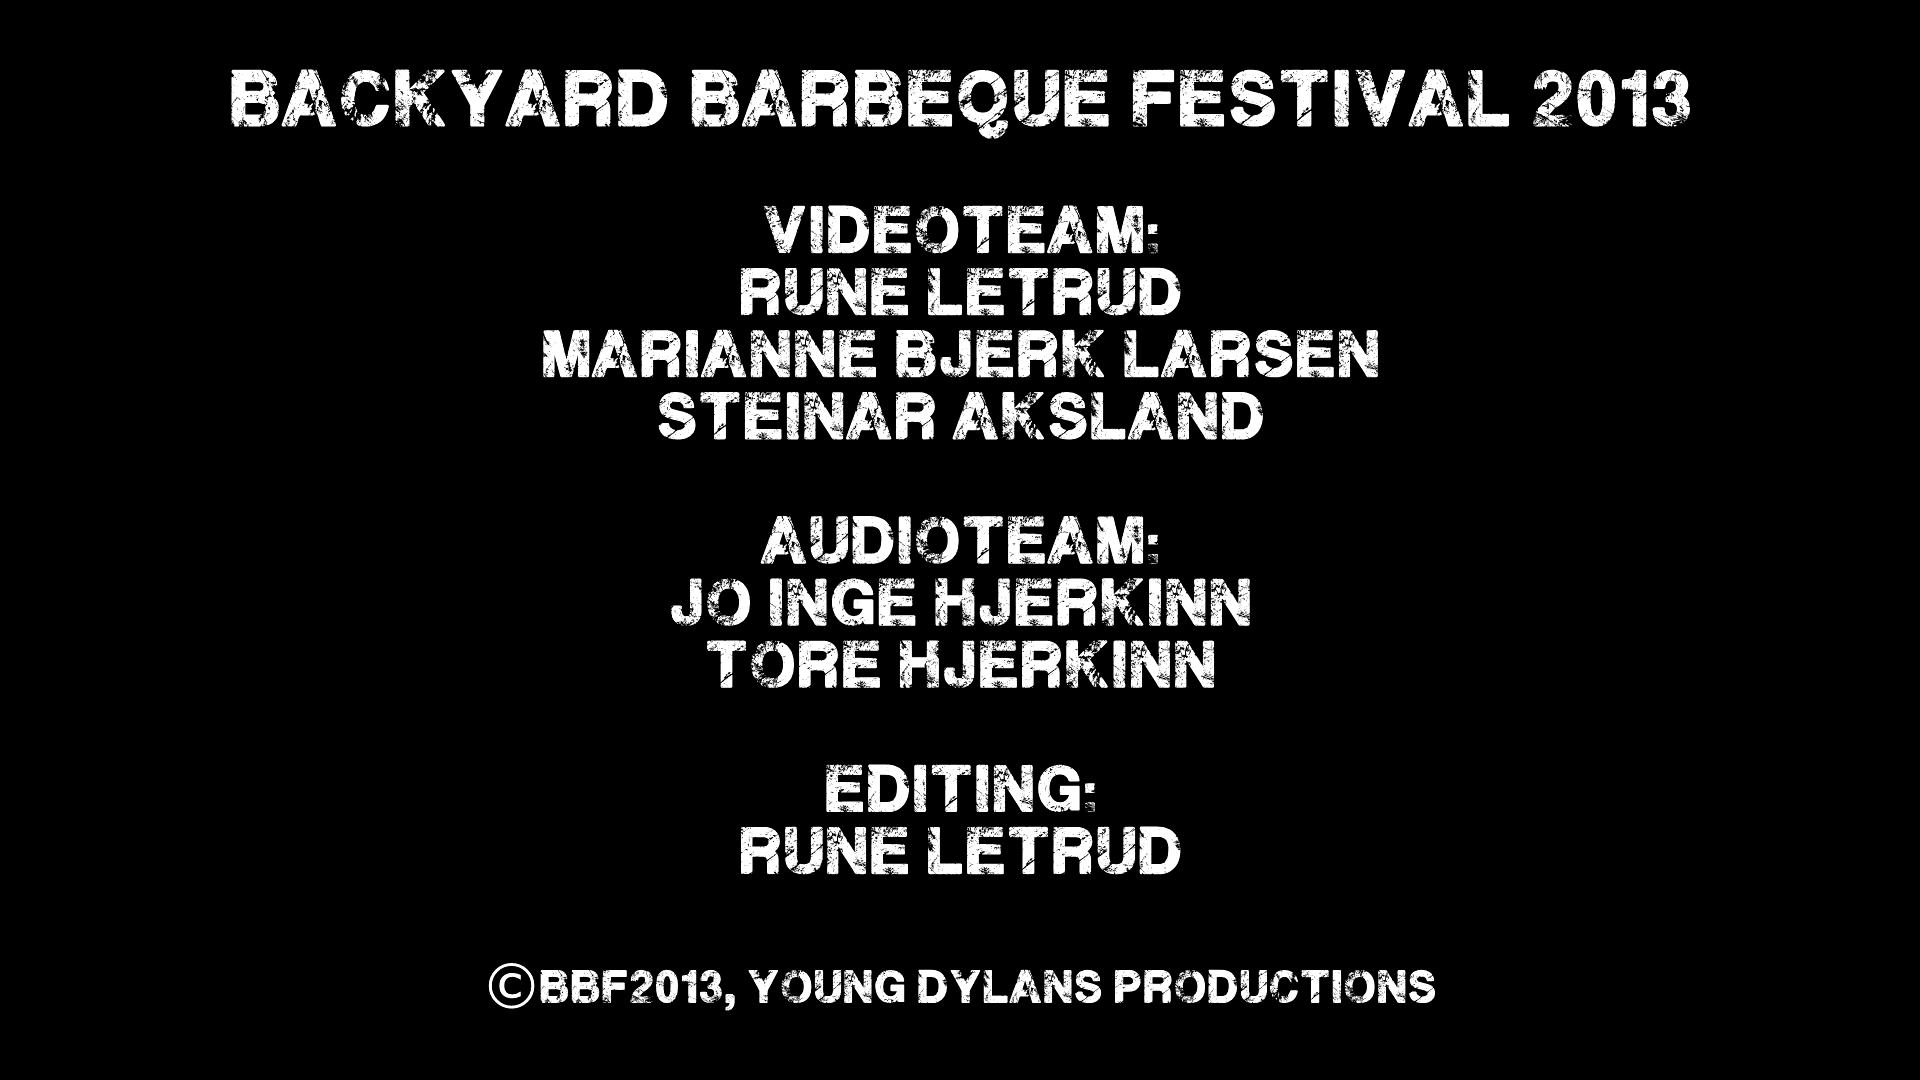 BACKYARD BARBEQUE FESTIVAL 2013
VIDEOTEAM:
RUNE LETRUD
MARIANNE BJERK LARSEN
STEINAR AKSLAND
AUDIOTEAM:
JO INGE HJERKINN
TORE HJERKINN
EDITING:
RUNE LETRUD
©BBF2013, YOUNG DYLANS PRODUCTIONS